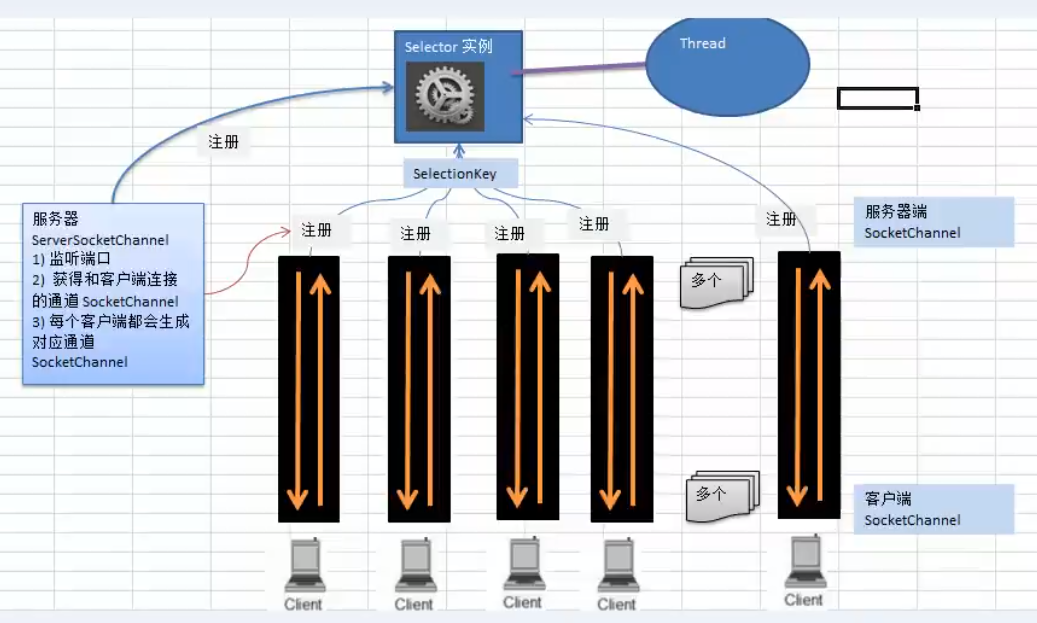 Selector 实例
Thread
注册
SelectionKey
服务器
ServerSocketChannel
1) 监听端口
2) 获得和客户端连接
的通道 SocketChannel
3) 每个客户端都会生成
对应通道
SocketChannel
注册
注册
注册
注册
注册
服务器端
SocketChannel
多个
多个
客户端
SocketChannel
Client
Client
Client
Client
Client